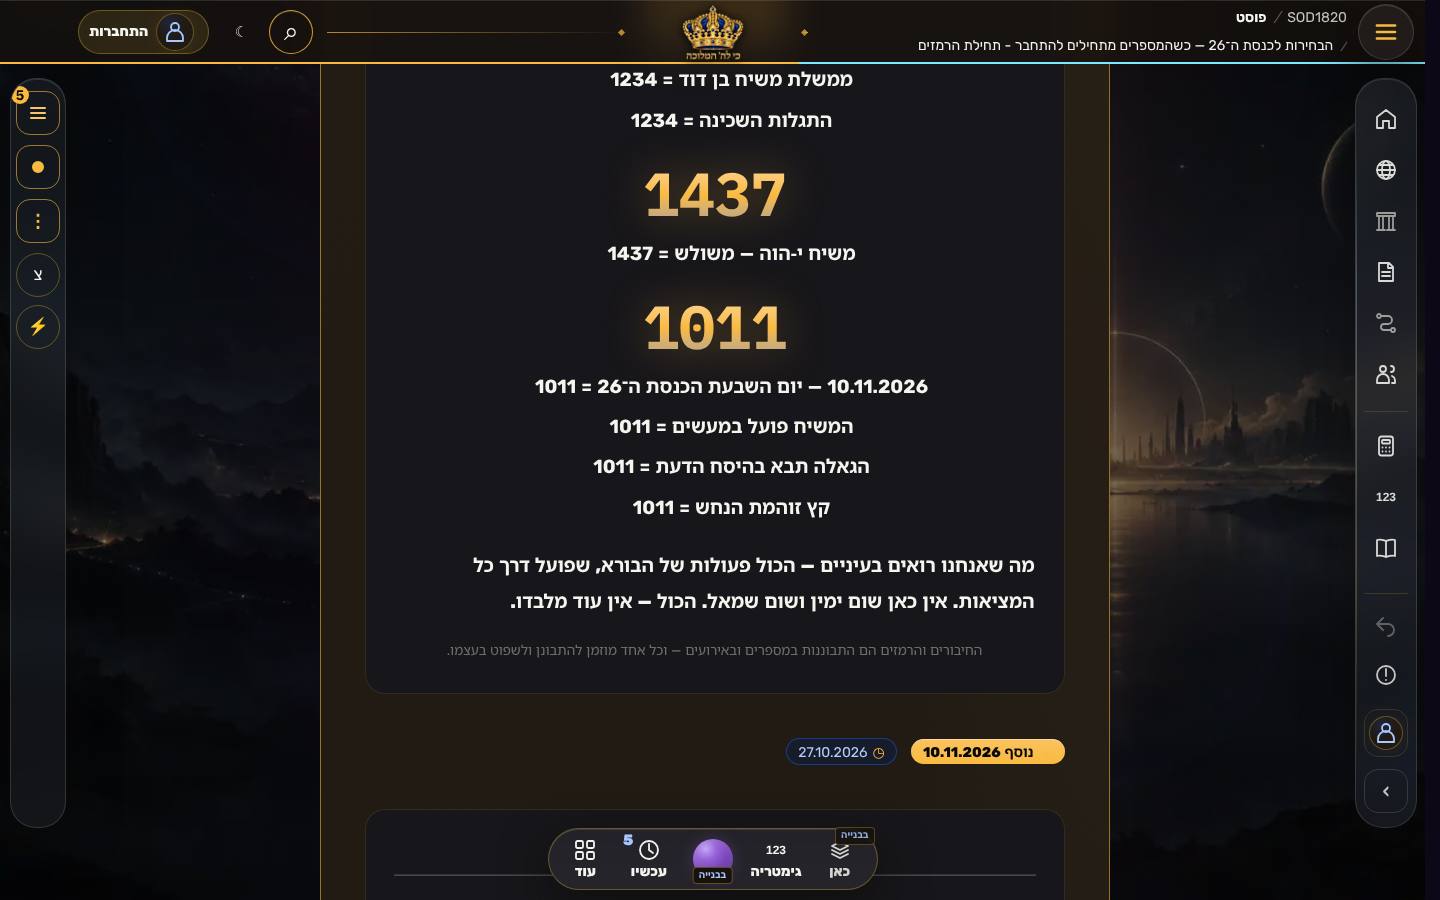 SOD1820 / פוסט
/ הבחירות לכנסת ה־26 – כשהמספרים מתחילים להתחבר - תחילת הרמזים
כי לה' המלוכה
התחברות
ממשלת משיח בן דוד = 1234
התגלות השכינה = 1234
1437
משיח י-הוה – משולש = 1437
1011
10.11.2026 – יום השבעת הכנסת ה־26 = 1011
המשיח פועל במעשים = 1011
הגאלה תבא בהיסח הדעת = 1011
קץ זוהמת הנחש = 1011
מה שאנחנו רואים בעיניים – הכול פעולות של הבורא, שפועל דרך כל
המציאות. אין כאן שום ימין ושום שמאל. הכול – אין עוד מלבדו.
החיבורים והרמזים הם התבוננות במספרים ובאירועים – וכל אחד מוזמן להתבונן ולשפוט בעצמו.
נוסף 10.11.2026
27.10.2026
בבנייה
כאן
123
גימטריה
בבנייה
5
עכשיו
עוד
123
5
צ